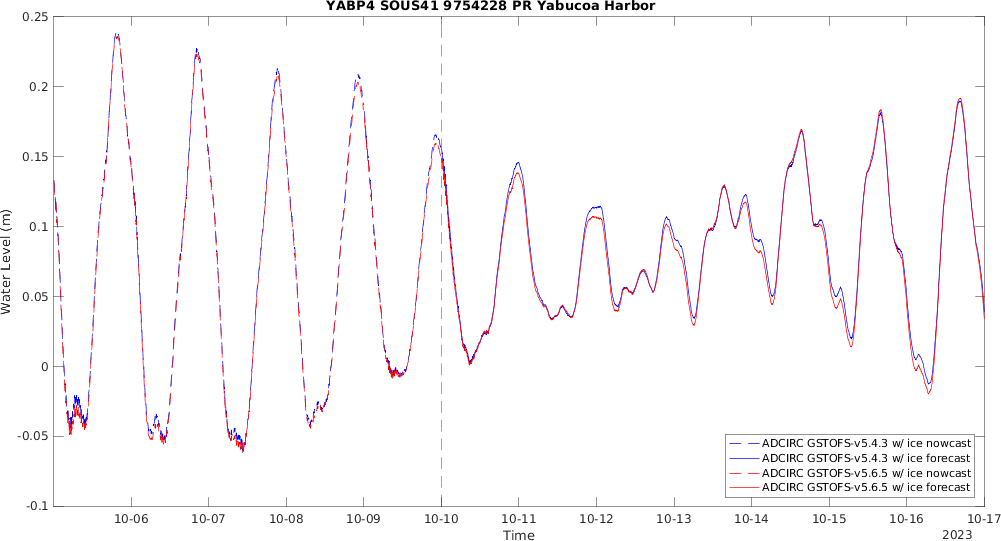 YABP4 SOUS41 9754228 PR Yabucoa Harbor
0.25
0.2
0.15
0.1
0.05
0
-0.05
-0.1
Water Level (m)
ADCIRC GSTOFS-v5.4.3 w/ ice nowcast
ADCIRC GSTOFS-v5.4.3 w/ ice forecast
ADCIRC GSTOFS-v5.6.5 w/ ice nowcast
ADCIRC GSTOFS-v5.6.5 w/ ice forecast
10-06 10-07 10-08 10-09 10-10 10-11 10-12 10-13 10-14 10-15 10-16 10-17
Time
2023